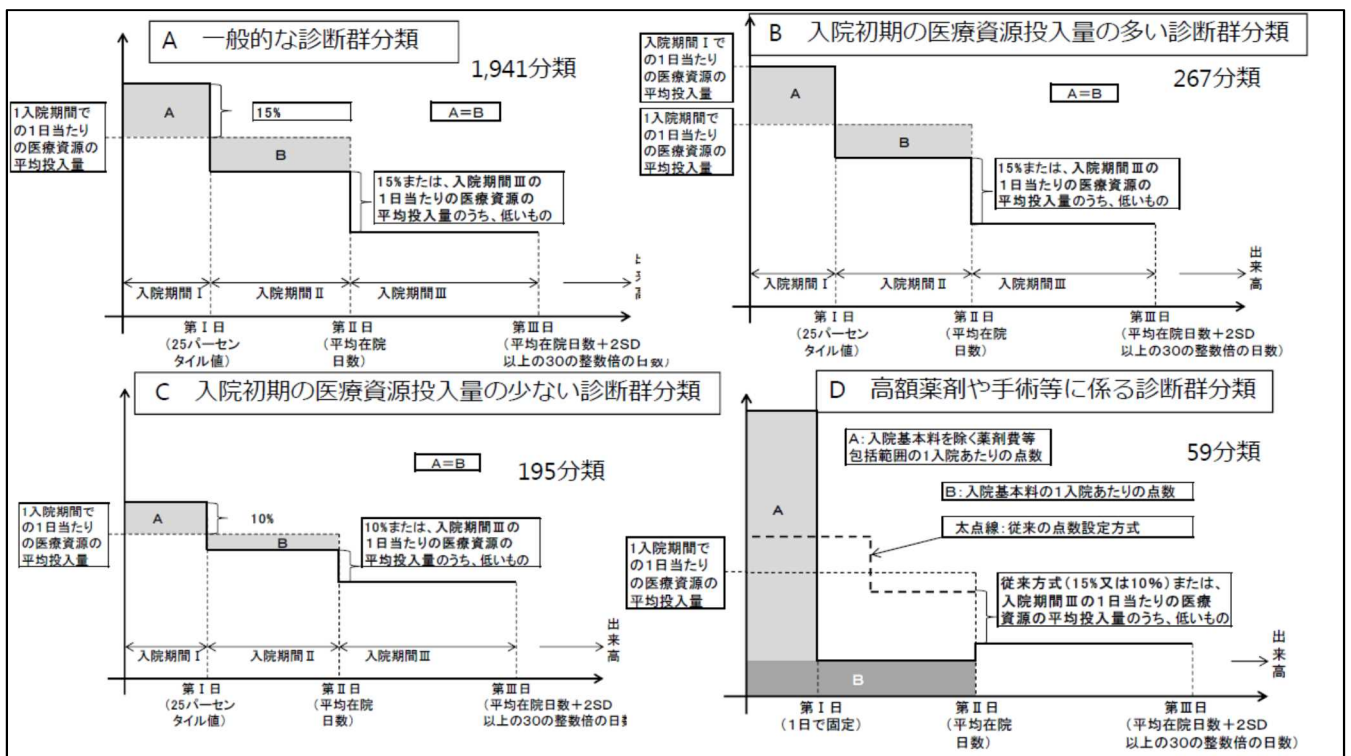 A　一般的な診断群分類
1,941分類
1入院期間で
の1日当たり
の医療資源の
平均投入量
A
15%
A=B
B
15%または、入院期間Ⅲの
1日当たりの医療資源の
平均投入量のうち、低いもの
出
来
高
入院期間Ⅰ
入院期間Ⅱ
入院期間Ⅲ
第Ⅰ日
(25パーセン
タイル値)
第Ⅱ日
(平均在院
日数)
第Ⅲ日
(平均在院日数+2SD
以上の30の整数倍の日数)
B　入院初期の医療資源投入量の多い診断群分類
267分類
入院期間Ⅰで
の1日当たり
の医療資源の
平均投入量
1入院期間で
の1日当たり
の医療資源の
平均投入量
A
A=B
B
15%または、入院期間Ⅲの
1日当たりの医療資源の
平均投入量のうち、低いもの
出
来
高
入院期間Ⅰ
入院期間Ⅱ
入院期間Ⅲ
第Ⅰ日
(25パーセン
タイル値)
第Ⅱ日
(平均在院
日数)
第Ⅲ日
(平均在院日数+2SD
以上の30の整数倍の日数)
C　入院初期の医療資源投入量の少ない診断群分類
195分類
A=B
1入院期間で
の1日当たり
の医療資源の
平均投入量
A
10%
B
10%または、入院期間Ⅲの
1日当たりの医療資源の
平均投入量のうち、低いもの
出
来
高
入院期間Ⅰ
入院期間Ⅱ
入院期間Ⅲ
第Ⅰ日
(25パーセン
タイル値)
第Ⅱ日
(平均在院
日数)
第Ⅲ日
(平均在院日数+2SD
以上の30の整数倍の日数
D　高額薬剤や手術等に係る診断群分類
59分類
A:入院基本料を除く薬剤費等
包括範囲の1入院あたりの点数
B:入院基本料の1入院あたりの点数
太点線:従来の点数設定方式
A
1入院期間で
の1日当たり
の医療資源の
平均投入量
従来方式(15%又は10%)または、
入院期間Ⅲの1日当たりの医療
資源の平均投入量のうち、低いもの
出
来
高
B
第Ⅰ日
(1日で固定)
第Ⅱ日
(平均在院
日数)
第Ⅲ日
(平均在院日数+2SD
以上の30の整数倍の日数)